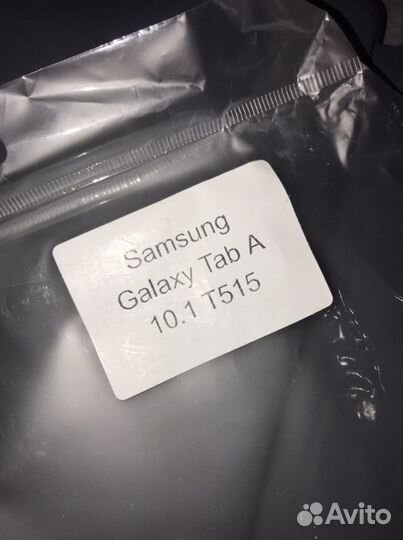 Samsung
Galaxy Tab A
10.1 T515
Avito